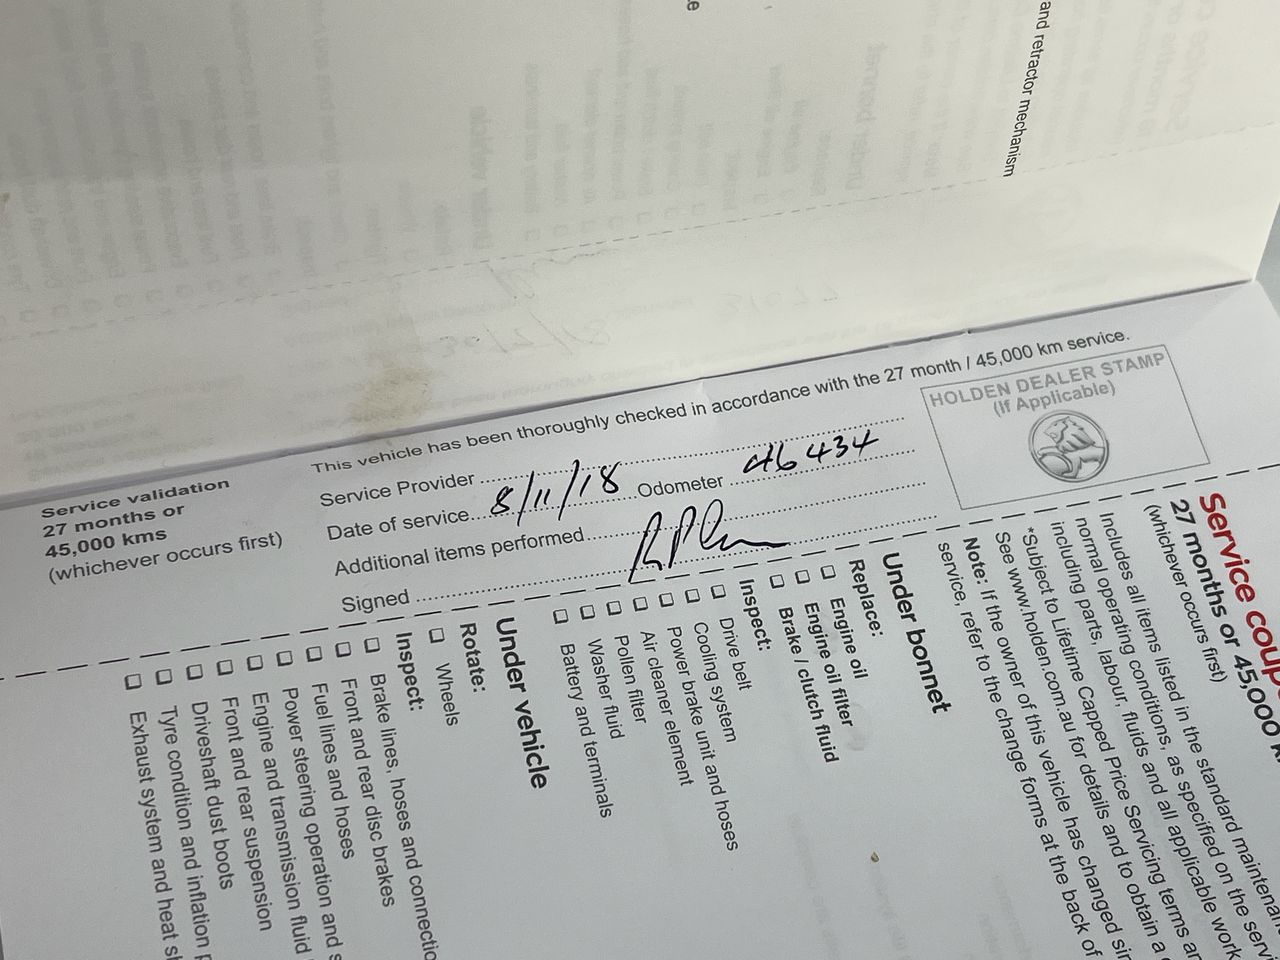 e
and retractor mechanism
Service validation
27 months or
45,000 kms
(whichever occurs first)
This vehicle has been thoroughly checked in accordance with the 27 month / 45,000 km service.
Service Provider
Date of service 8/11/18 Odometer 46434
Additional items performed
Signed
HOLDEN DEALER STAMP
(If Applicable)
Service coup
27 months or 45,000 k
(whichever occurs first)
Includes all items listed in the standard maintenan
normal operating conditions, as specified on the servi
including parts, labour, fluids and all applicable work
*Subject to Lifetime Capped Price Servicing terms an
See www.holden.com.au for details and to obtain a c
Note: If the owner of this vehicle has changed sin
service, refer to the change forms at the back of
Under bonnet
Replace:
Engine oil
Engine oil filter
Brake / clutch fluid
Inspect:
Drive belt
Cooling system
Power brake unit and hoses
Air cleaner element
Pollen filter
Washer fluid
Battery and terminals
Under vehicle
Rotate:
Wheels
Inspect:
Brake lines, hoses and connectio
Front and rear disc brakes
Fuel lines and hoses
Power steering operation and s
Engine and transmission fluid
Front and rear suspension
Driveshaft dust boots
Tyre condition and inflation p
Exhaust system and heat sh